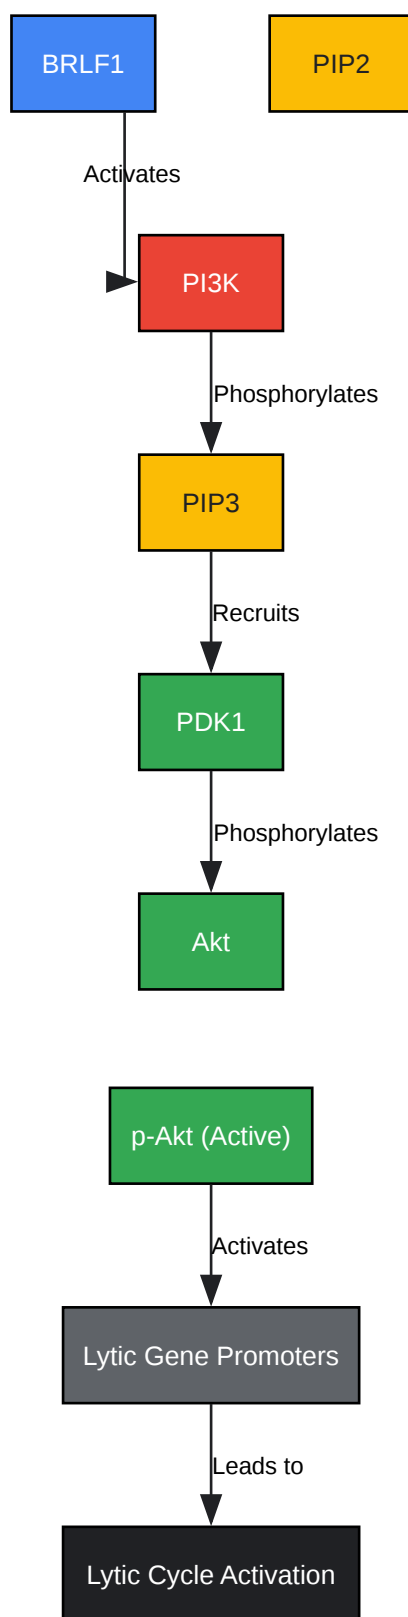 BRLF1
PIP2
Activates
PI3K
Phosphorylates
PIP3
Recruits
PDK1
Phosphorylates
Akt
p-Akt (Active)
Activates
Lytic Gene Promoters
Leads to
Lytic Cycle Activation